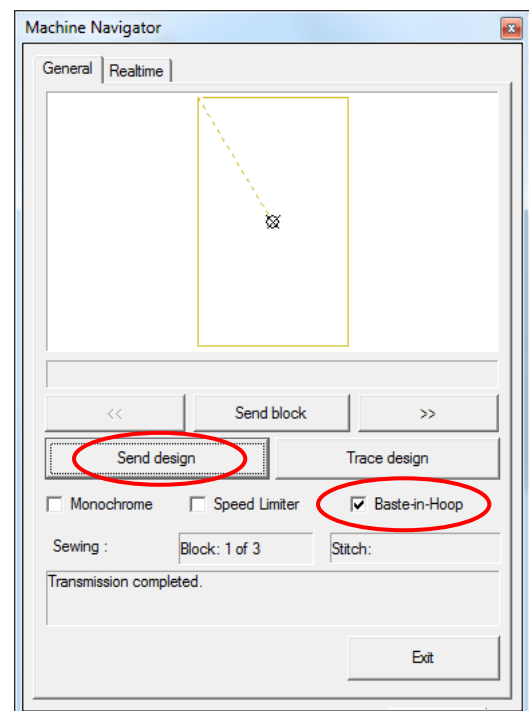 Machine Navigator
General Realtime
<< Send block >>
Send design Trace design
Monochrome Speed Limiter Baste-in-Hoop
Sewing : Block: 1 of 3 Stitch:
Transmission completed.
Exit